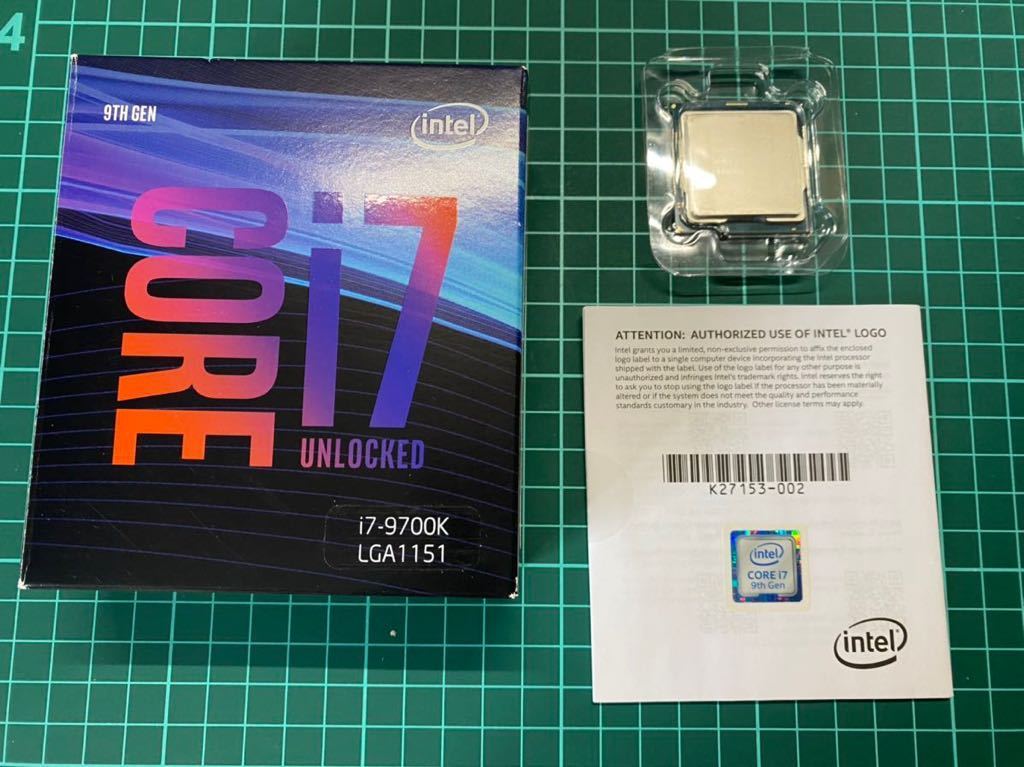 4
9TH GEN
intel
CORE
i7
UNLOCKED
i7-9700K
LGA1151
ATTENTION: AUTHORIZED USE OF INTEL® LOGO
Intel grants you a limited, non-exclusive permission to affix the enclosed
logo label to a single computer device incorporating the Intel processor
shipped with the label. Use of the logo label for any other purpose is
unauthorized and infringes Intel's trademark rights. Intel reserves the right
to ask you to stop using the logo label if the processor has been materially
altered or if the system does not meet the quality and performance
standards customary in the industry. Other license terms may apply.
K27153-002
intel
CORE i7
9th Gen
intel